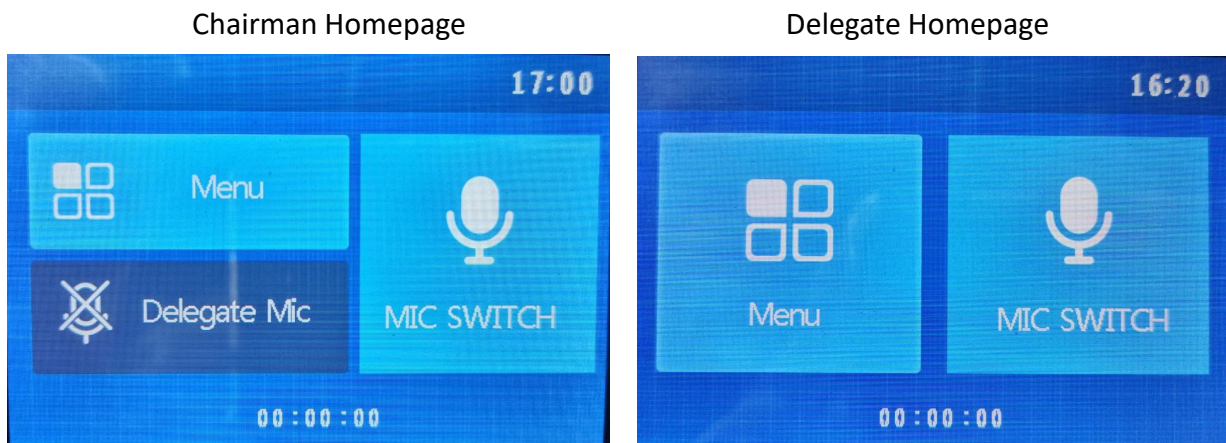 Chairman Homepage
17:00
Menu
Delegate Mic
MIC SWITCH
00:00:00
Delegate Homepage
16:20
Menu
MIC SWITCH
00:00:00